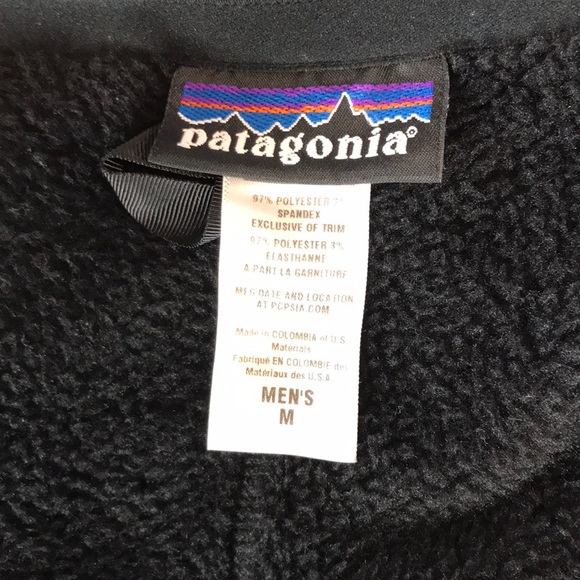 patagonia®
97% POLYESTER 3%
SPANDEX
EXCLUSIVE OF TRIM
97% POLYESTER 3%
ELASTHANNE
A PART LA GARNITURE
MFG DATE AND LOCATION
AT PCPSIA.COM
Made in COLOMBIA of U.S.
Materials
Fabriqué EN COLOMBIE de
Matériaux des U.S.A.
MEN'S
M